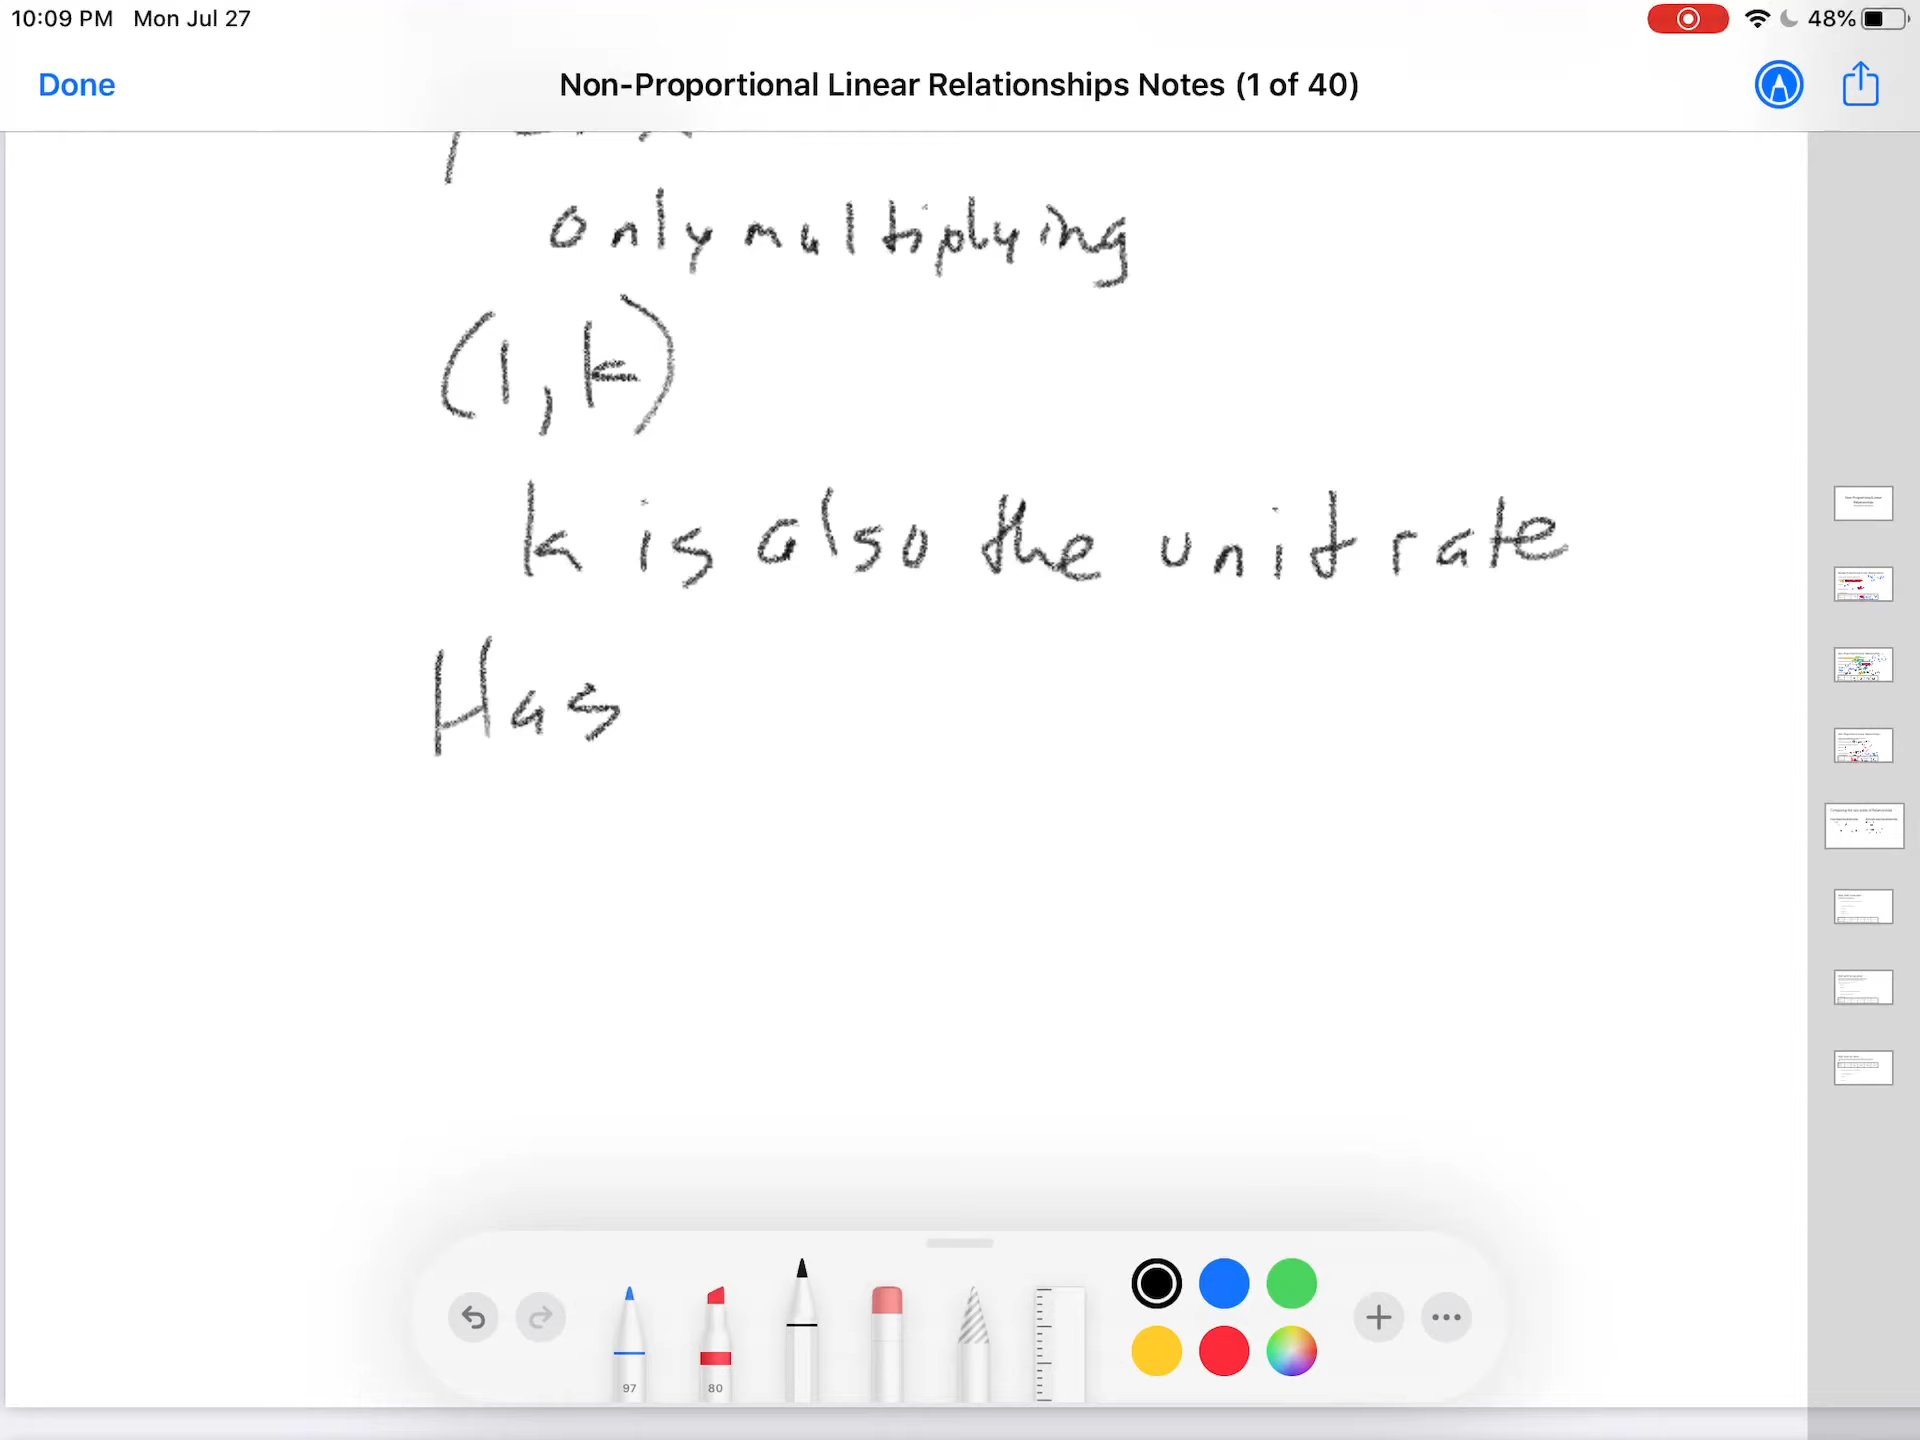 10:09 PM Mon Jul 27
48%
Done
Non-Proportional Linear Relationships Notes (1 of 40)
only multiplying
(1, k)
k is also the unit rate
Has
97
80